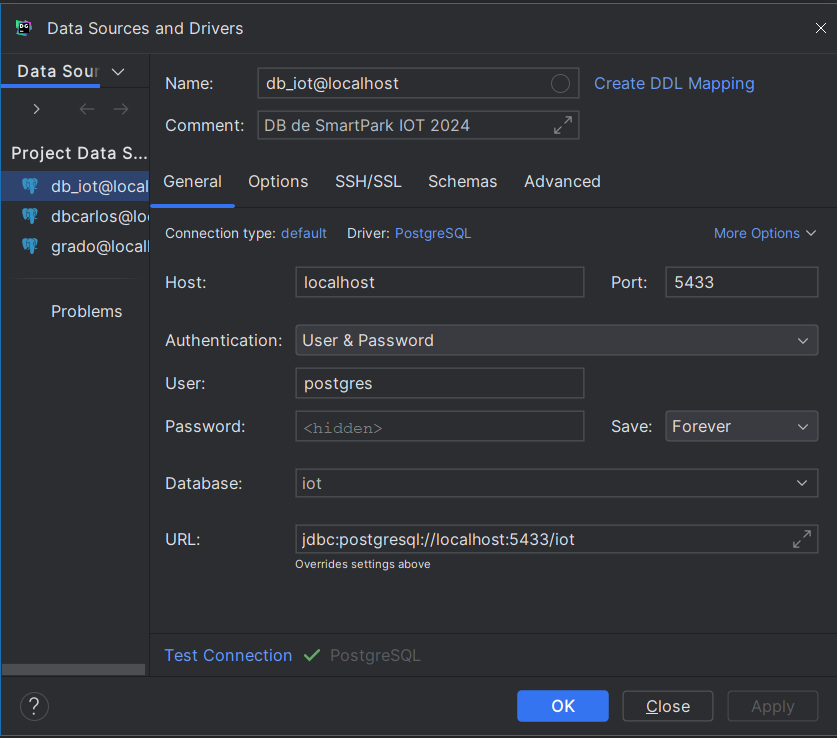 DG
Data Sources and Drivers
Data Sour
Name: db_iot@localhost Create DDL Mapping
Comment: DB de SmartPark IOT 2024
Project Data S...
db_iot@local
dbcarlos@lo
grado@local
Problems
General Options SSH/SSL Schemas Advanced
Connection type: default Driver: PostgreSQL More Options
Host: localhost Port: 5433
Authentication: User & Password
User: postgres
Password: <hidden> Save: Forever
Database: iot
URL: jdbc:postgresql://localhost:5433/iot
Overrides settings above
Test Connection PostgreSQL
? OK Close Apply